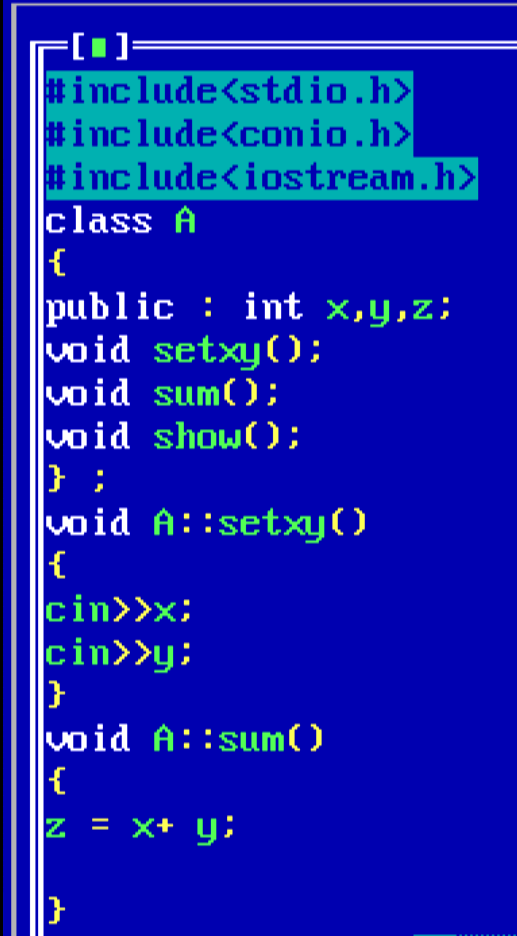 [■]
#include<stdio.h>
#include<conio.h>
#include<iostream.h>
class A
{
public : int x,y,z;
void setxy();
void sum();
void show();
} ;
void A::setxy()
{
cin>>x;
cin>>y;
}
void A::sum()
{
z = x+ y;
}